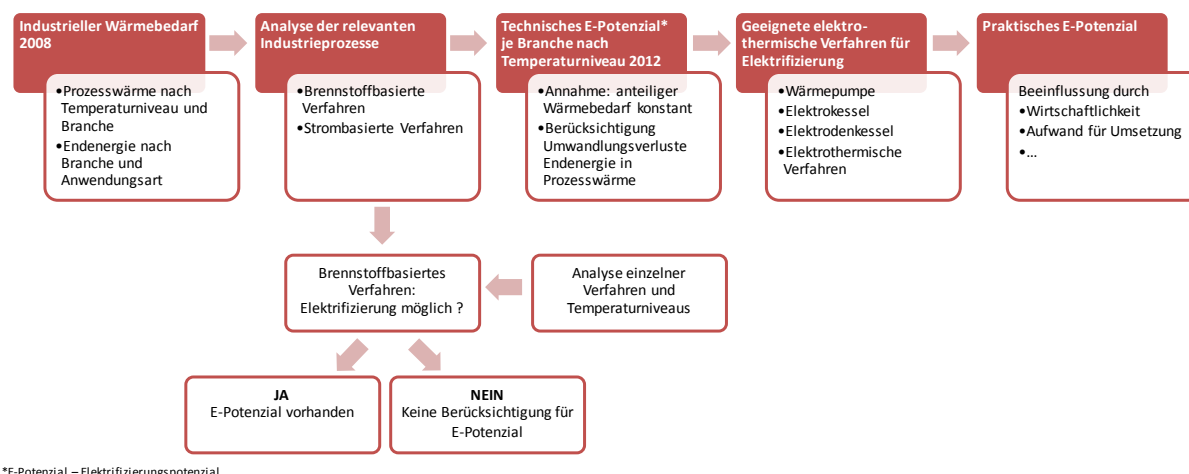 Industrieller Wärmebedarf
2008
•Prozesswärme nach
Temperaturniveau und
Branche
•Endenergie nach
Branche und
Anwendungsart
Analyse der relevanten
Industrieprozesse
•Brennstoffbasierte
Verfahren
•Strombasierte Verfahren
Technisches E-Potenzial*
je Branche nach
Temperaturniveau 2012
•Annahme: anteiliger
Wärmebedarf konstant
•Berücksichtigung
Umwandlungsverluste
Endenergie in
Prozesswärme
Geeignete elektro-
thermische Verfahren für
Elektrifizierung
•Wärmepumpe
•Elektrokessel
•Elektrodenkessel
•Elektrothermische
Verfahren
Praktisches E-Potenzial
Beeinflussung durch
•Wirtschaftlichkeit
•Aufwand für Umsetzung
•...
Brennstoffbasiertes
Verfahren:
Elektrifizierung möglich ?
Analyse einzelner
Verfahren und
Temperaturniveaus
JA
E-Potenzial vorhanden
NEIN
Keine Berücksichtigung für
E-Potenzial
*E-Potenzial – Elektrifizierungspotenzial